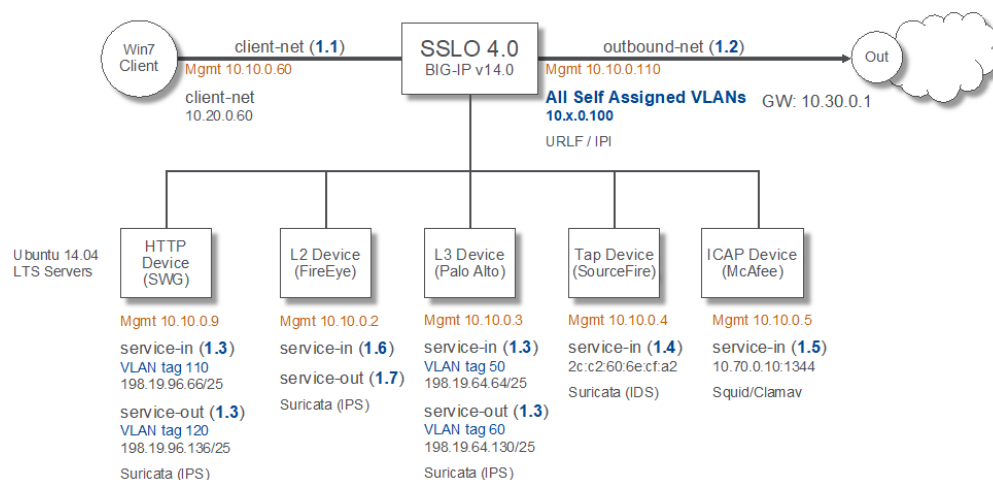 Win7
Client
client-net (1.1)
Mgmt 10.10.0.60
client-net
10.20.0.60
SSLO 4.0
BIG-IP v14.0
outbound-net (1.2)
Mgmt 10.10.0.110
All Self Assigned VLANs
10.x.0.100
URLF / IPI
GW: 10.30.0.1
Out
Ubuntu 14.04
LTS Servers
HTTP
Device
(SWG)
Mgmt 10.10.0.9
service-in (1.3)
VLAN tag 110
198.19.96.66/25
service-out (1.3)
VLAN tag 120
198.19.96.136/25
Suricata (IPS)
L2 Device
(FireEye)
Mgmt 10.10.0.2
service-in (1.6)
service-out (1.7)
Suricata (IPS)
L3 Device
(Palo Alto)
Mgmt 10.10.0.3
service-in (1.3)
VLAN tag 50
198.19.64.64/25
service-out (1.3)
VLAN tag 60
198.19.64.130/25
Suricata (IPS)
Tap Device
(SourceFire)
Mgmt 10.10.0.4
service-in (1.4)
2c:c2:60:6e:cf:a2
Suricata (IDS)
ICAP Device
(McAfee)
Mgmt 10.10.0.5
service-in (1.5)
10.70.0.10:1344
Squid/Clamav